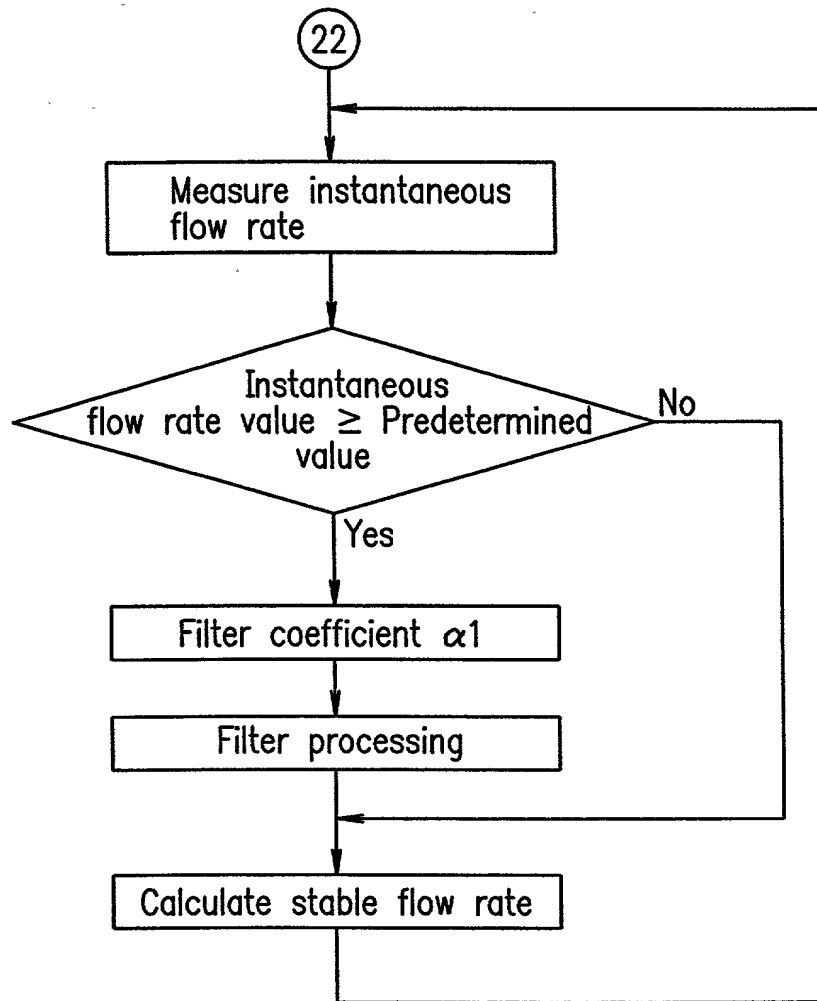 22
Measure instantaneous
flow rate
Instantaneous
flow rate value ≥ Predetermined
value
No
Yes
Filter coefficient α1
Filter processing
Calculate stable flow rate